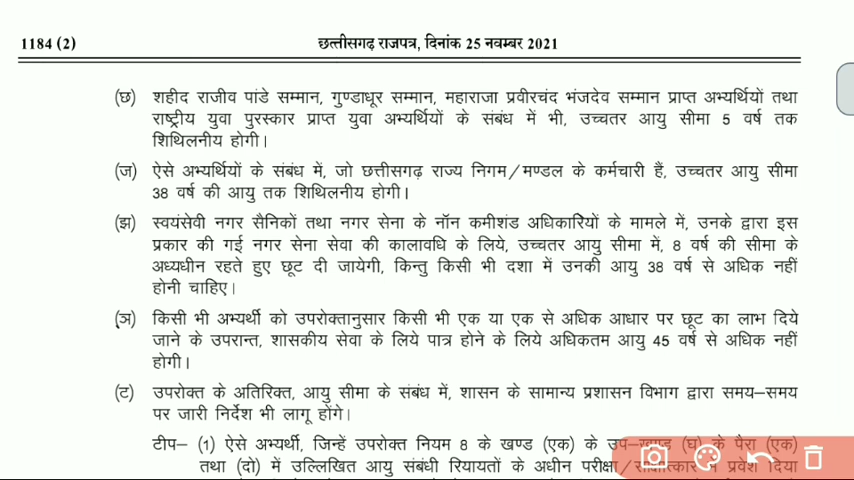 1184 (2)
छत्तीसगढ़ राजपत्र, दिनांक 25 नवम्बर 2021
(छ) शहीद राजीव पांडे सम्मान, गुण्डाधूर सम्मान, महाराजा प्रवीरचंद भंजदेव सम्मान प्राप्त अभ्यर्थियों तथा
राष्ट्रीय युवा पुरस्कार प्राप्त युवा अभ्यर्थियों के संबंध में भी, उच्चतर आयु सीमा 5 वर्ष तक
शिथिलनीय होगी।
(ज) ऐसे अभ्यर्थियों के संबंध में, जो छत्तीसगढ़ राज्य निगम/मण्डल के कर्मचारी हैं, उच्चतर आयु सीमा
38 वर्ष की आयु तक शिथिलनीय होगी।
(झ) स्वयंसेवी नगर सैनिकों तथा नगर सेना के नॉन कमीशंड अधिकारियों के मामले में, उनके द्वारा इस
प्रकार की गई नगर सेना सेवा की कालावधि के लिये, उच्चतर आयु सीमा में, 8 वर्ष की सीमा के
अध्यधीन रहते हुए छूट दी जायेगी, किन्तु किसी भी दशा में उनकी आयु 38 वर्ष से अधिक नहीं
होनी चाहिए।
(ञ) किसी भी अभ्यर्थी को उपरोक्तानुसार किसी भी एक या एक से अधिक आधार पर छूट का लाभ दिये
जाने के उपरान्त, शासकीय सेवा के लिये पात्र होने के लिये अधिकतम आयु 45 वर्ष से अधिक नहीं
होगी।
(ट) उपरोक्त के अतिरिक्त, आयु सीमा के संबंध में, शासन के सामान्य प्रशासन विभाग द्वारा समय–समय
पर जारी निर्देश भी लागू होंगे।
टीप– (1) ऐसे अभ्यर्थी, जिन्हें उपरोक्त नियम 8 के खण्ड (एक) के उप–खण्ड (घ) के पैरा (एक)
तथा (दो) में उल्लिखित आयु संबंधी रियायतों के अधीन परीक्षा/साक्षात्कार में प्रवेश दिया